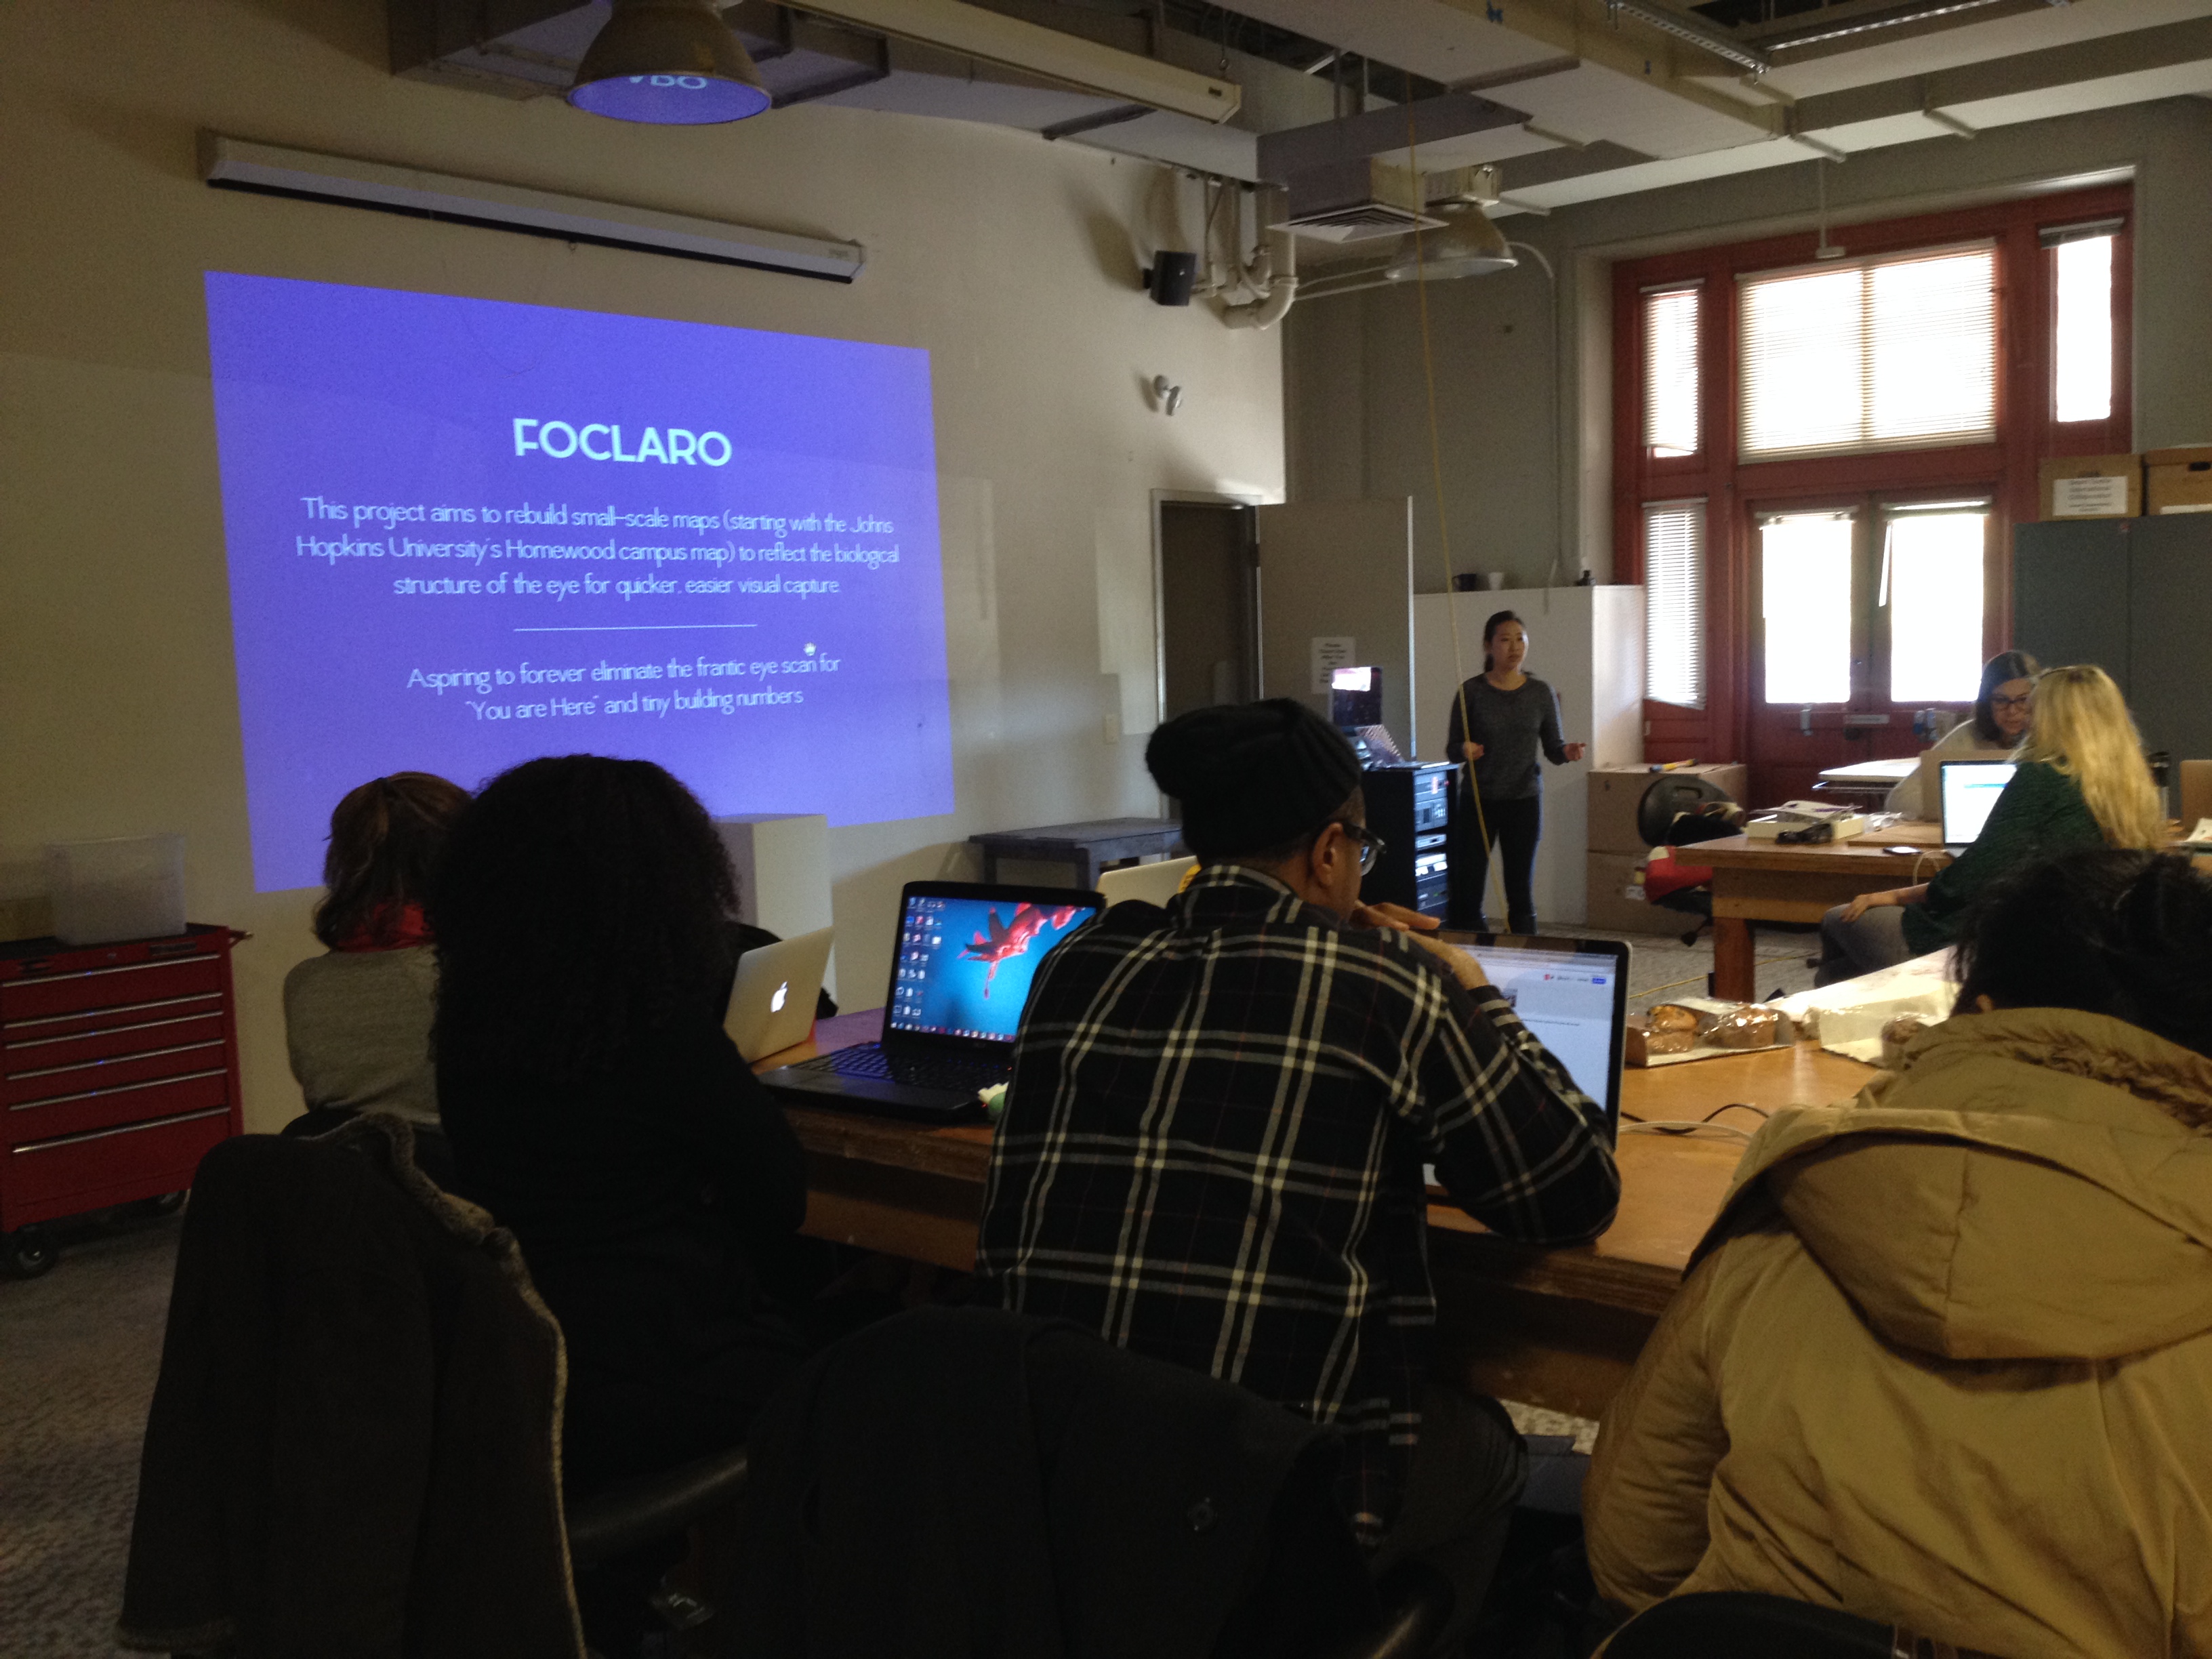 FOCLARO
This project aims to rebuild small-scale maps (starting with the Johns
Hopkins University's Homewood campus map) to reflect the biological
structure of the eye for quicker, easier visual capture.
Aspiring to forever eliminate the frantic eye scan for
"You are Here" and tiny building numbers